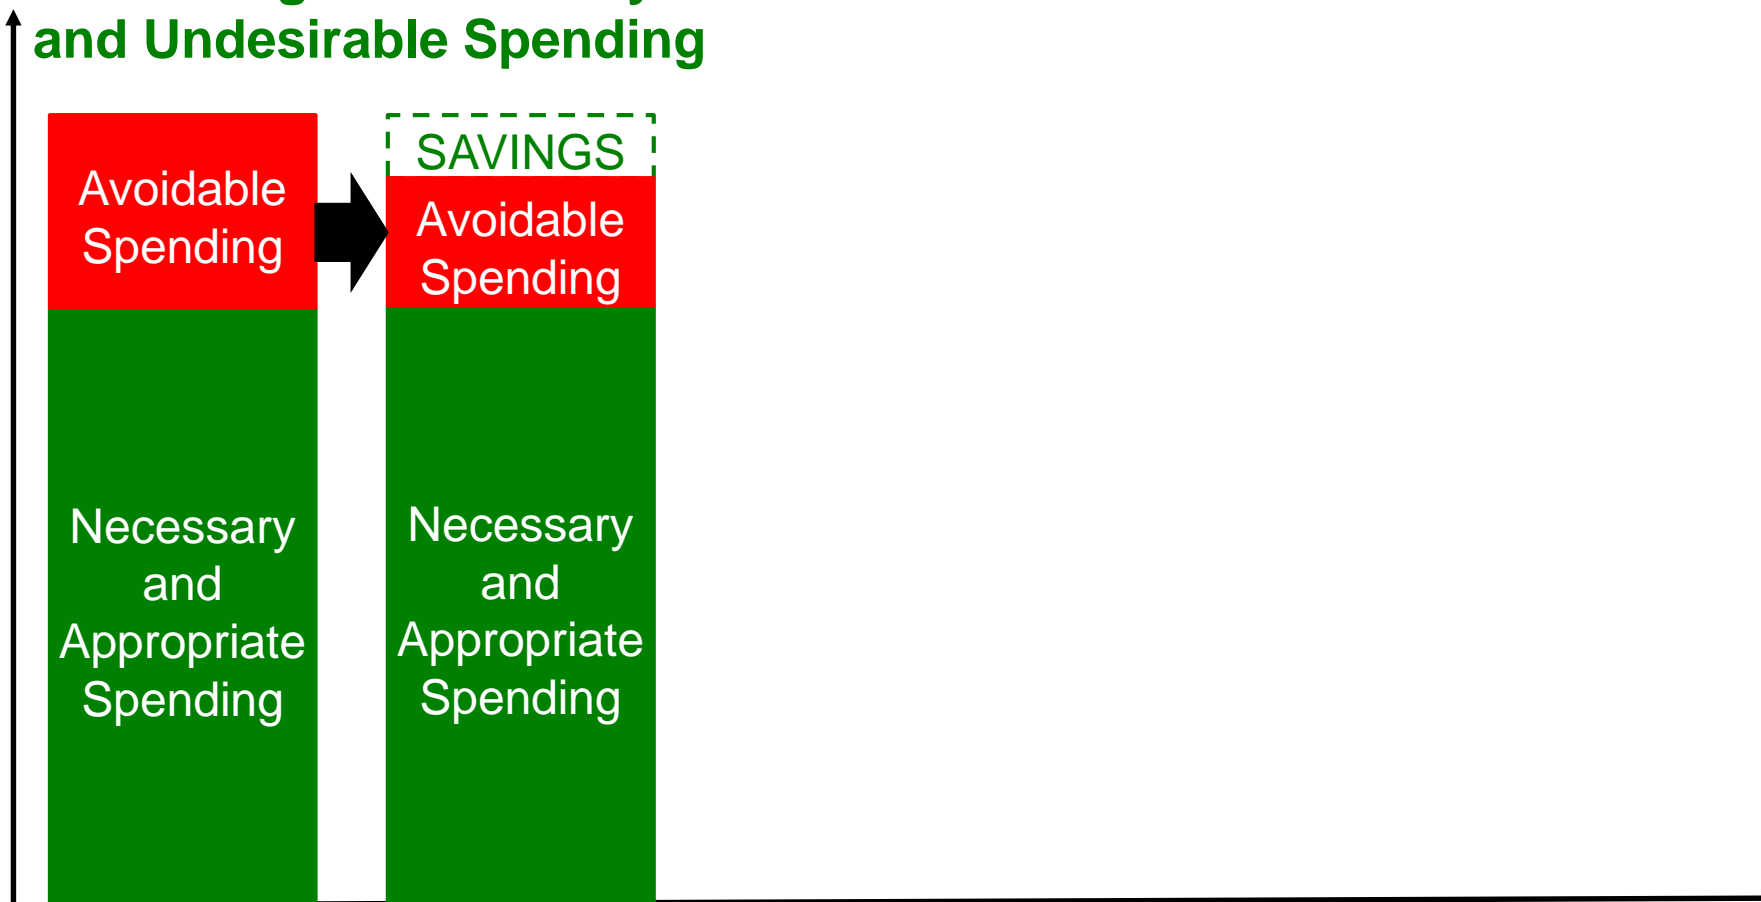 and Undesirable Spending
Avoidable
Spending
Necessary
and
Appropriate
Spending
SAVINGS
Avoidable
Spending
Necessary
and
Appropriate
Spending